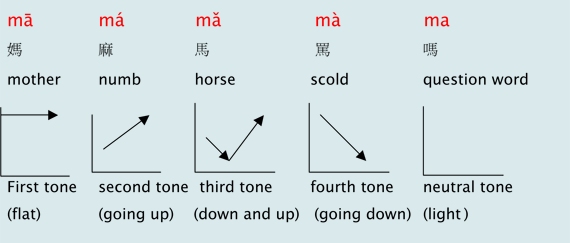 mā má mǎ mà ma
媽 麻 馬 罵 嗎
mother numb horse scold question word
First tone second tone third tone fourth tone neutral tone
(flat) (going up) (down and up) (going down) (light)